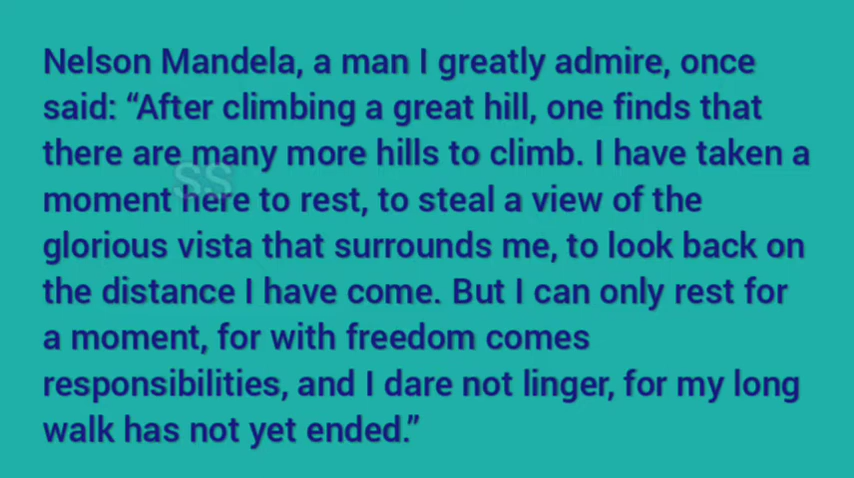 Nelson Mandela, a man I greatly admire, once
said: “After climbing a great hill, one finds that
there are many more hills to climb. I have taken a
SS
moment here to rest, to steal a view of the
glorious vista that surrounds me, to look back on
the distance I have come. But I can only rest for
a moment, for with freedom comes
responsibilities, and I dare not linger, for my long
walk has not yet ended.”